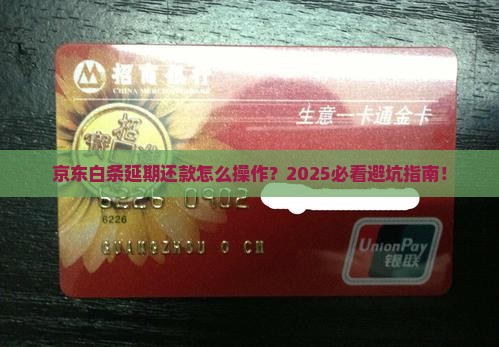 招商银行
CHINA MERCHANTS BANK
生意一卡通金卡
京东白条延期还款怎么操作？2025必看避坑指南！
6226 0902
6226
GUANGZHOU O CM
UnionPay
银联